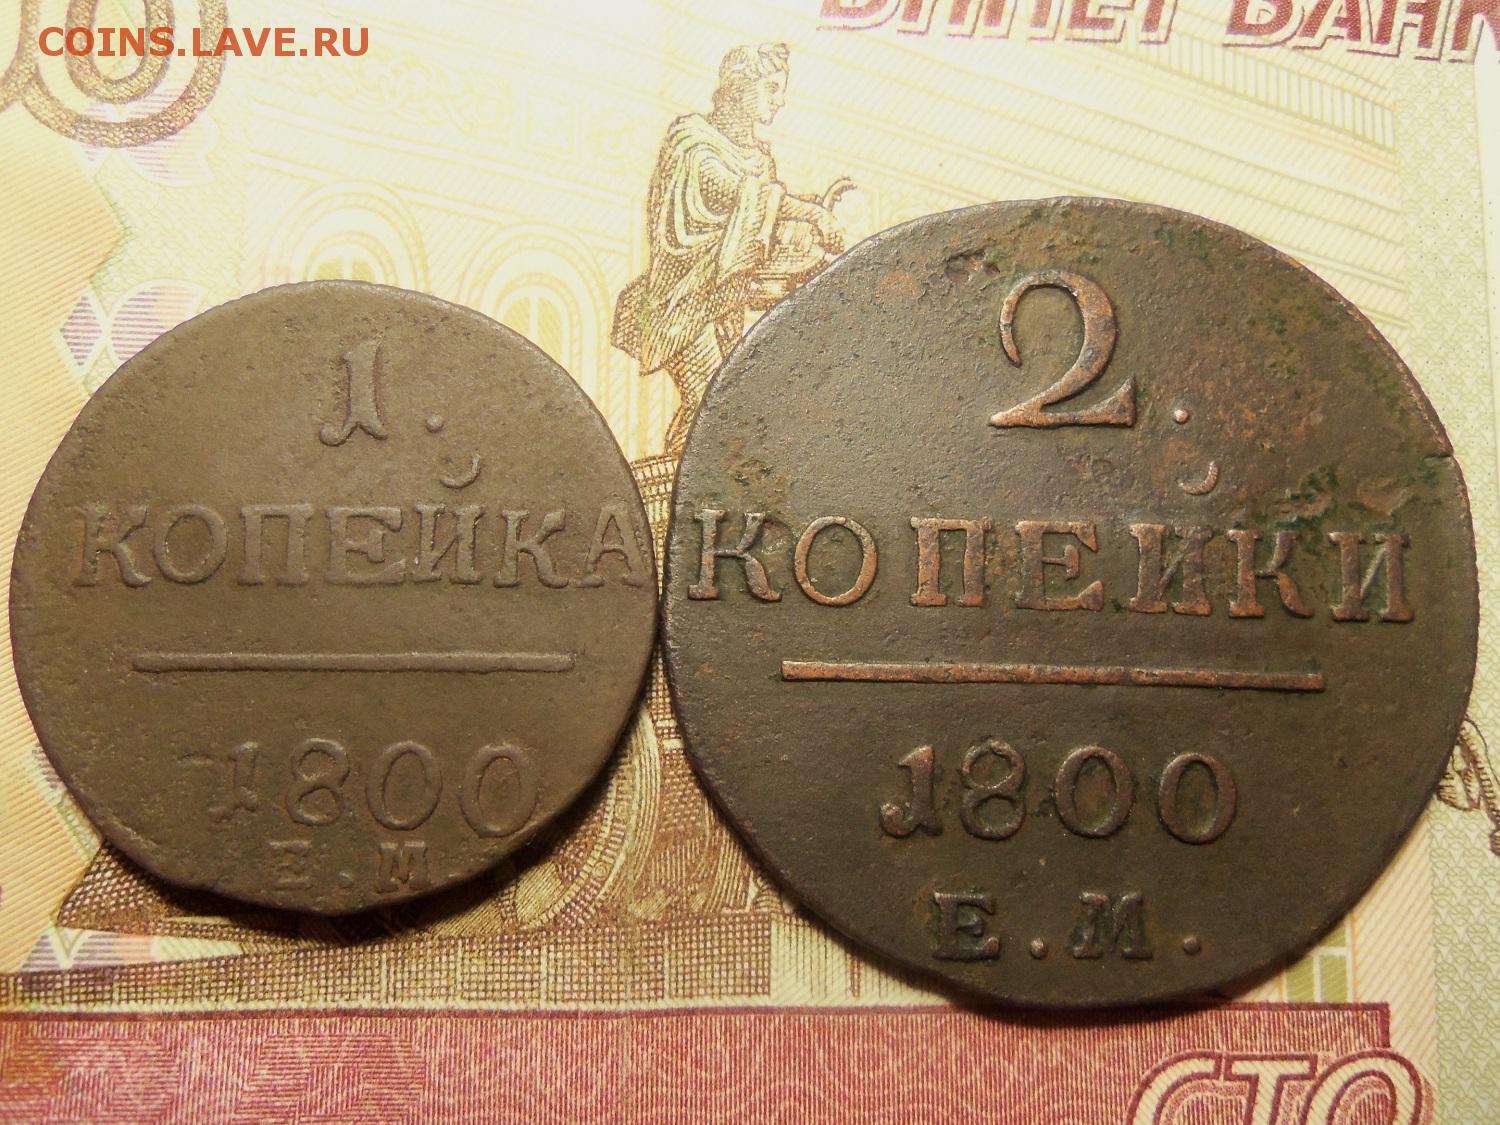 COINS.LAVE.RU
БИЛЕТ БАНК
1.
КОПЕЙКА
1800
Е.М.
2.
КОПЕЙКИ
1800
Е.М.
СТО